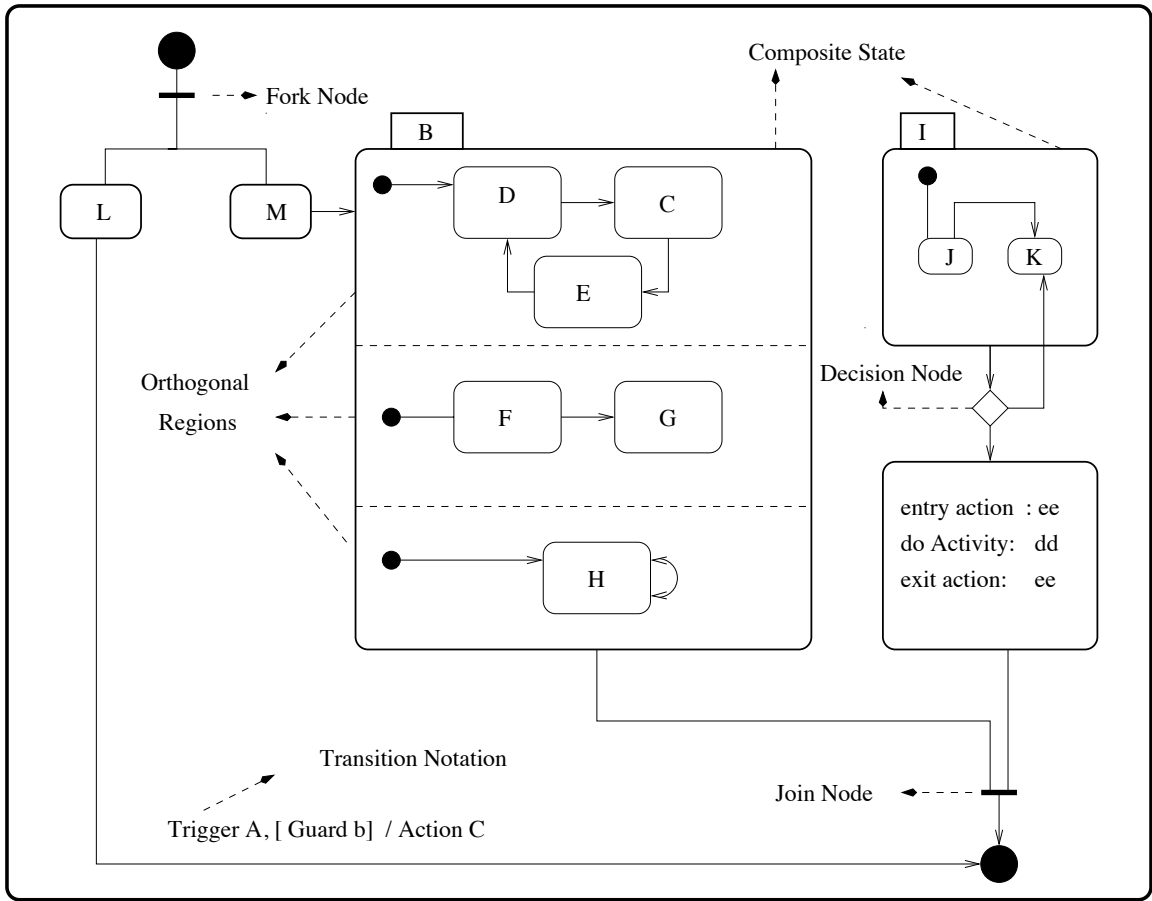 Composite State
Fork Node
B
I
D
C
L
M
J
K
E
Decision Node
Orthogonal
Regions
F
G
entry action : ee
do Activity: dd
exit action: ee
H
Transition Notation
Join Node
Trigger A, [ Guard b] / Action C